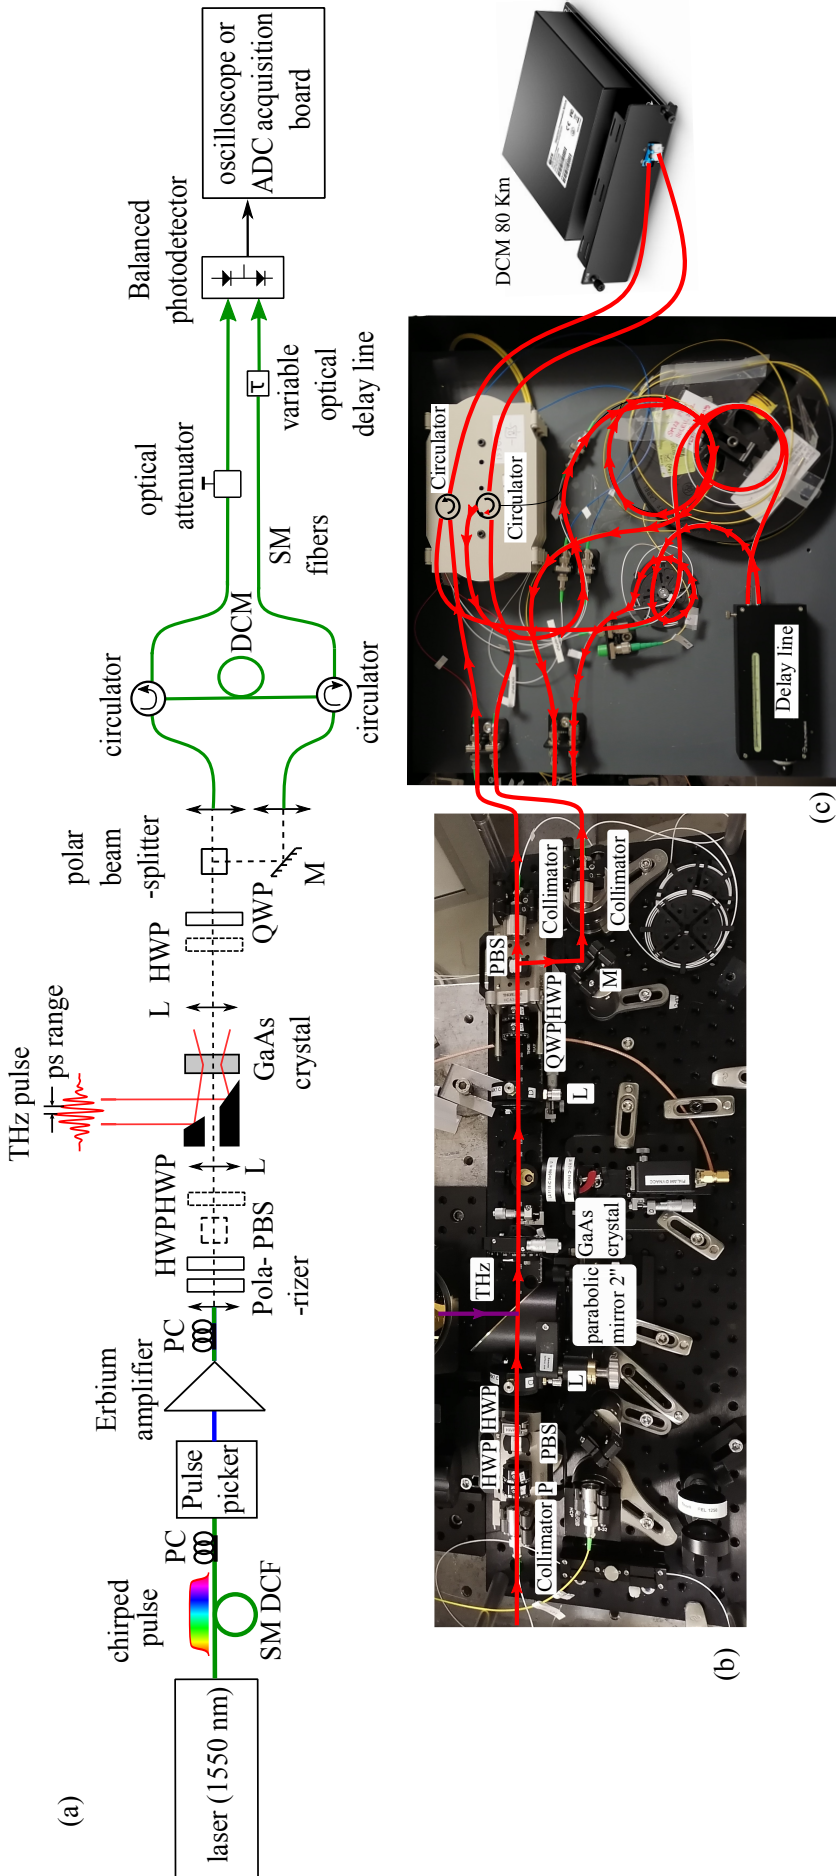 (a)
laser (1550 nm)
chirped
pulse
SM DCF
PC
Pulse
picker
Erbium
amplifier
PC
Pola-
-rizer
HWP
PBS
HWP
L
THz pulse
ps range
GaAs
crystal
L
HWP
QWP
polar
beam
-splitter
M
circulator
DCM
circulator
SM
fibers
optical
attenuator
τ
variable
optical
delay line
Balanced
photodetector
oscilloscope or
ADC acquisition
board
(b)
Collimator
P
HWP
PBS
HWP
L
THz
parabolic
mirror 2"
GaAs
crystal
L
QWP
HWP
PBS
M
Collimator
Collimator
(c)
Circulator
Circulator
Delay line
DCM 80 Km